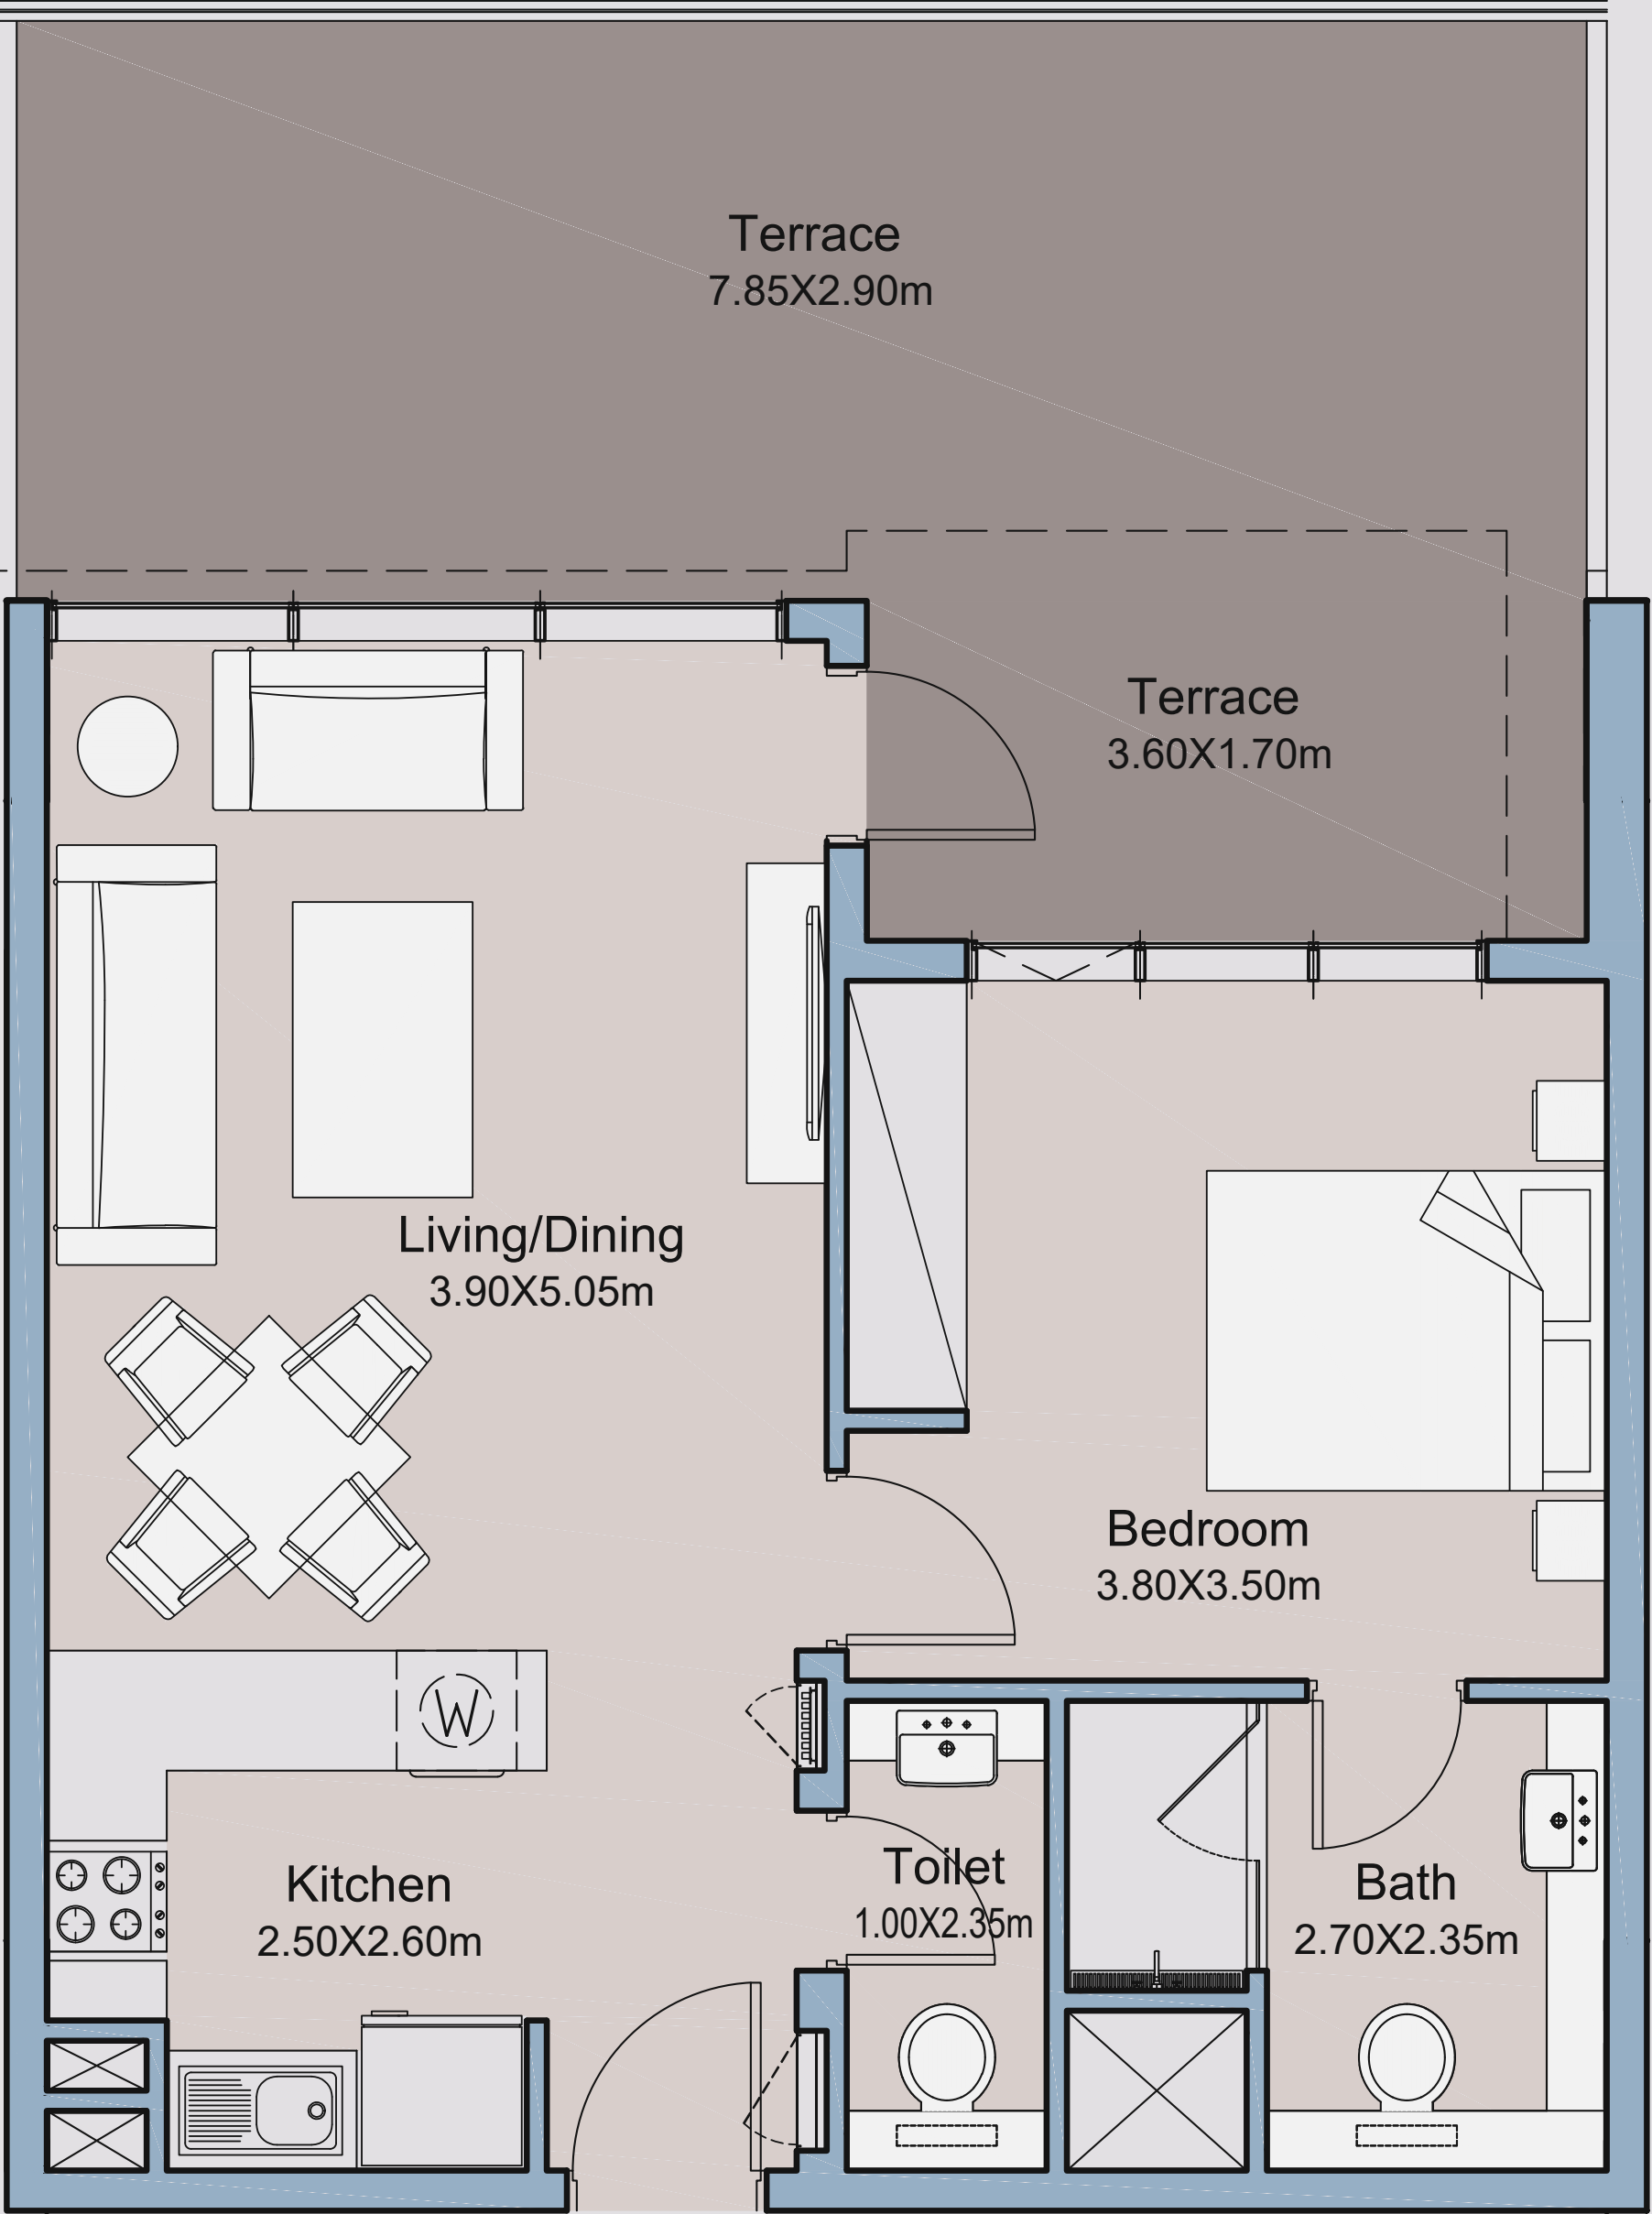 Terrace
7.85X2.90m
Terrace
3.60X1.70m
Living/Dining
3.90X5.05m
Bedroom
3.80X3.50m
W
Toilet
1.00X2.35m
Kitchen
2.50X2.60m
Bath
2.70X2.35m